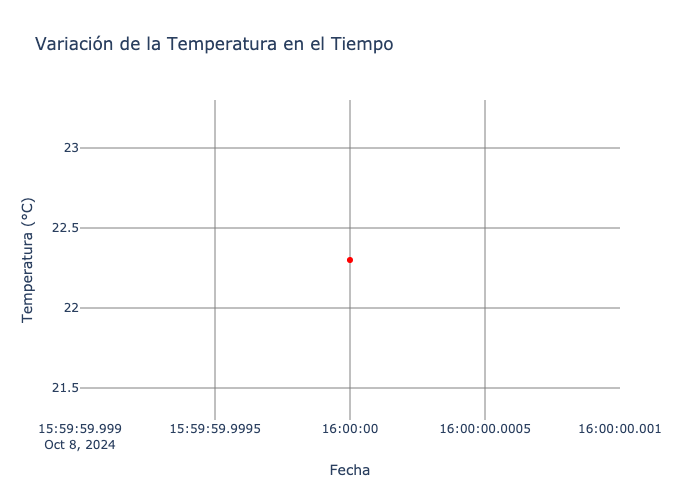 Variación de la Temperatura en el Tiempo
Temperatura (°C)
23
22.5
22
21.5
15:59:59.999
Oct 8, 2024
15:59:59.9995
16:00:00
16:00:00.0005
16:00:00.001
Fecha